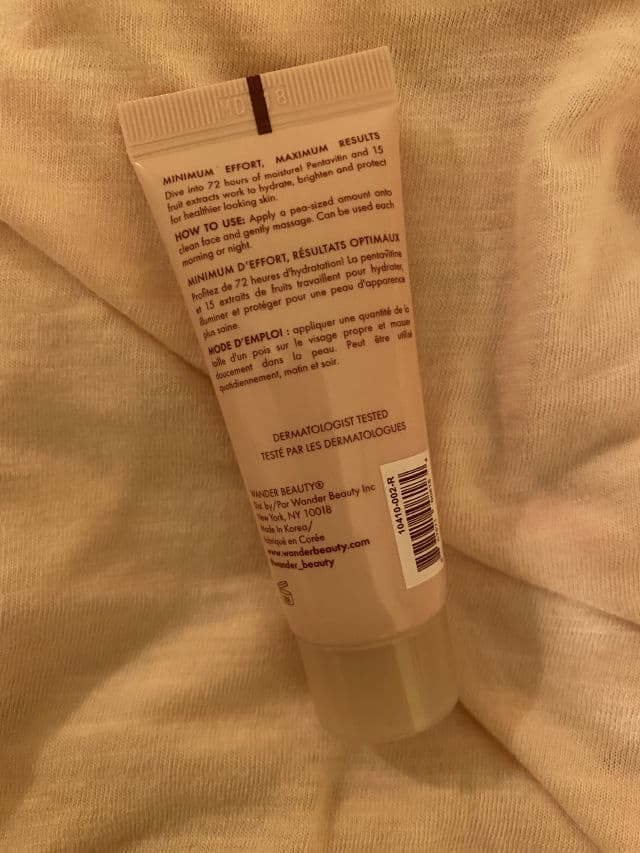 MINIMUM EFFORT, MAXIMUM RESULTS
Dive into 72 hours of moisture! Pentavitin and 15
fruit extracts work to hydrate, brighten and protect
for healthier looking skin.
HOW TO USE: Apply a pea-sized amount onto
clean face and gently massage. Can be used each
morning or night.
MINIMUM D'EFFORT, RÉSULTATS OPTIMAUX
Profitez de 72 heures d'hydratation! La pentavitine
et 15 extraits de fruits travaillent pour hydrater,
illuminer et protéger pour une peau d'apparence
plus saine.
MODE D'EMPLOI : appliquer une quantité de la
taille d'un pois sur le visage propre et masser
doucement dans la peau. Peut être utilisé
quotidiennement, matin et soir.
DERMATOLOGIST TESTED
TESTÉ PAR LES DERMATOLOGUES
WANDER BEAUTY®
Dist. by/Par Wander Beauty Inc
New York, NY 10018
Made in Korea/
Fabriqué en Corée
www.wanderbeauty.com
wander_beauty
10410-002-R